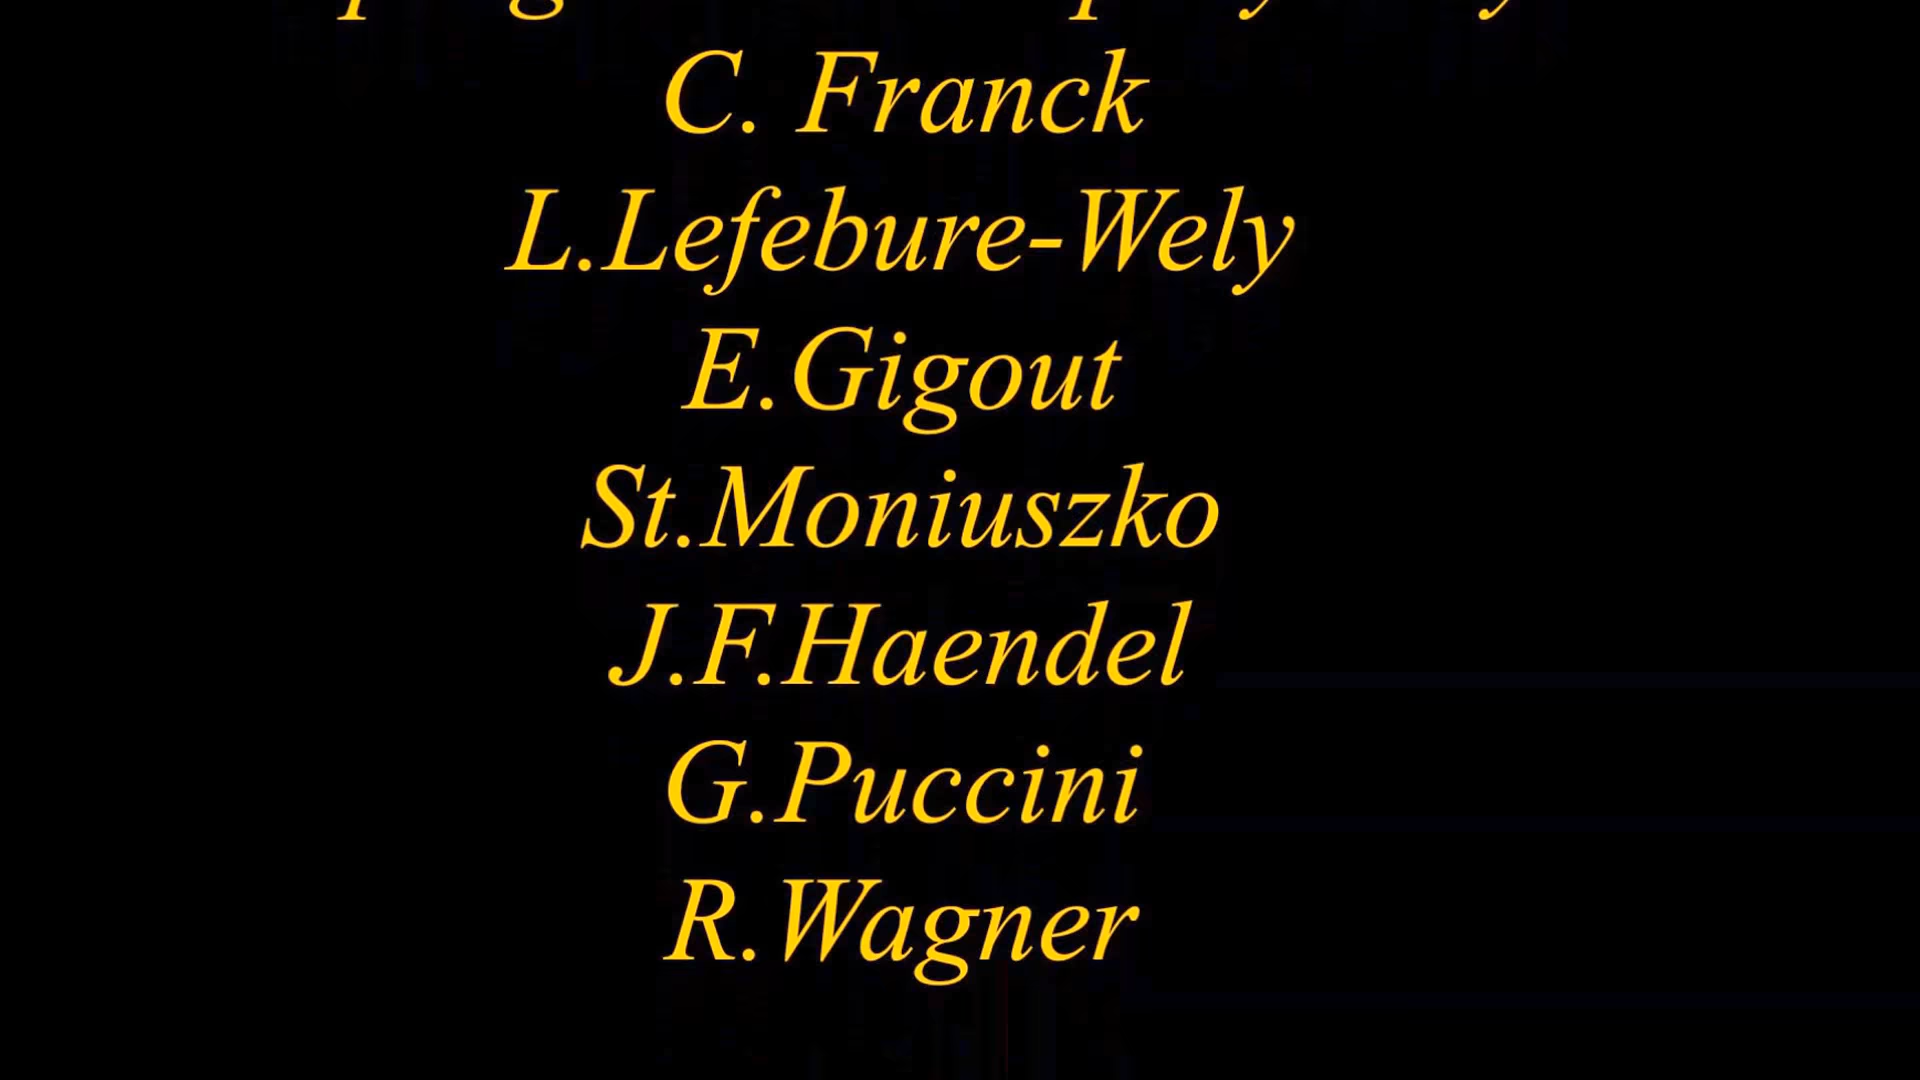 C. Franck
L.Lefebure-Wely
E.Gigout
St.Moniuszko
J.F.Haendel
G.Puccini
R.Wagner